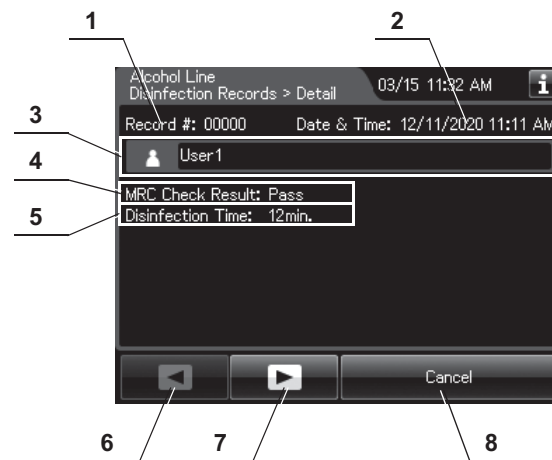 1 2
Alcohol Line
Disinfection Records > Detail
03/15 11:32 AM
i
3
Record #: 00000 Date & Time: 12/11/2020 11:11 AM
User1
4
MRC Check Result: Pass
5
Disinfection Time: 12min.
Cancel
6 7 8